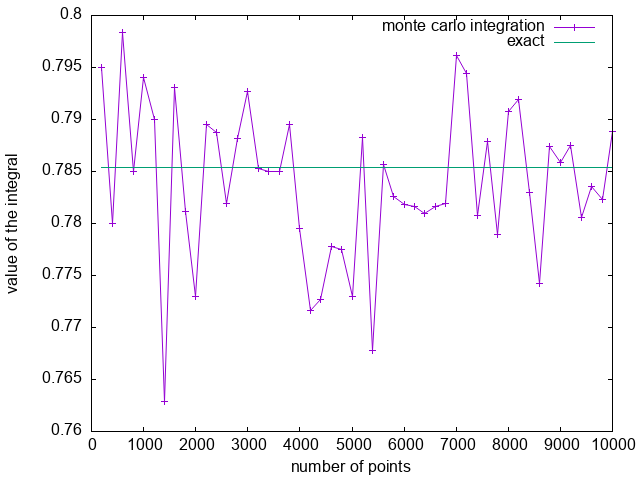 0.8
monte carlo integration
exact
0.795
0.79
0.785
0.78
0.775
0.77
0.765
0.76
value of the integral
0 1000 2000 3000 4000 5000 6000 7000 8000 9000 10000
number of points